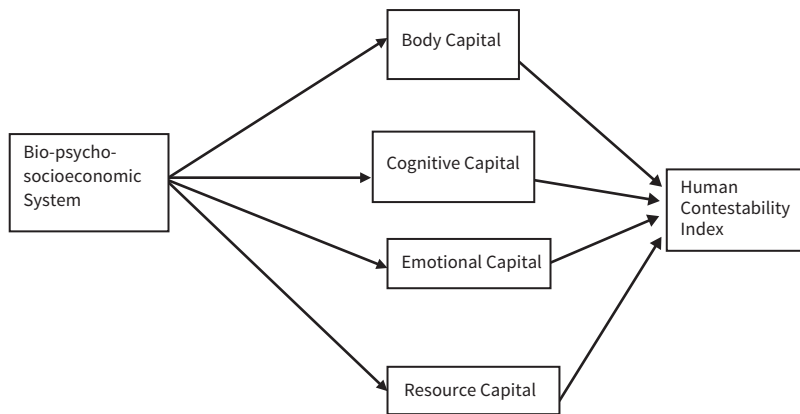 Body Capital
Bio-psycho-
socioeconomic
System
Cognitive Capital
Human
Contestability
Index
Emotional Capital
Resource Capital